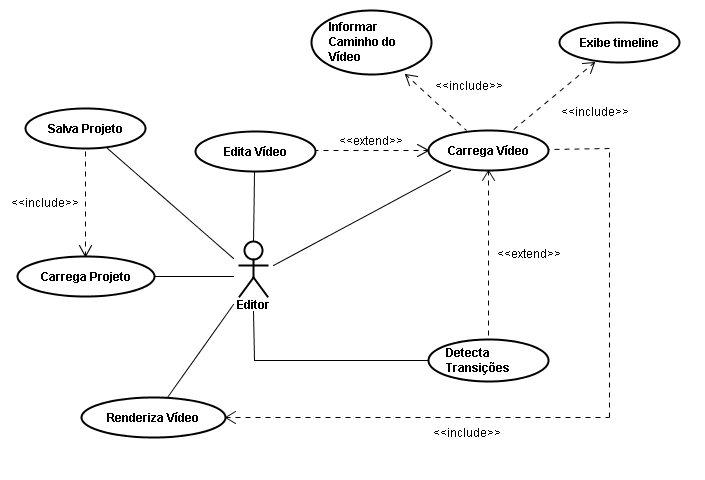 Informar
Caminho do
Vídeo
Exibe timeline
<<include>>
<<include>>
Salva Projeto
Edita Vídeo
<<extend>>
Carrega Vídeo
<<include>>
<<extend>>
Carrega Projeto
Editor
Detecta
Transições
Renderiza Vídeo
<<include>>